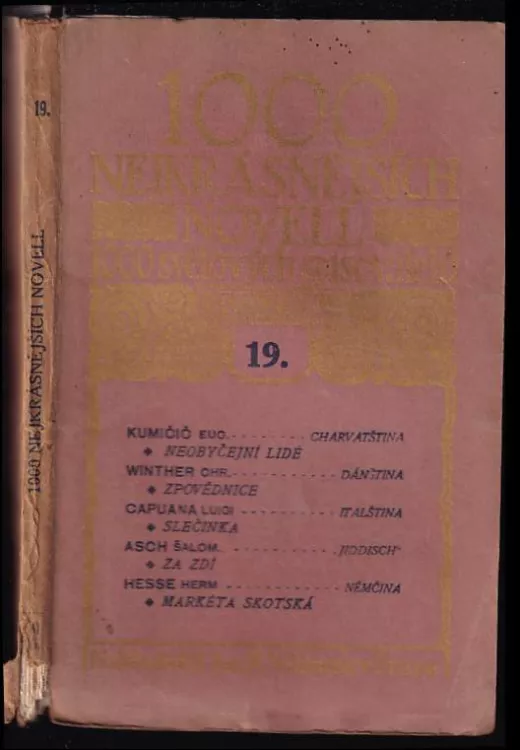 19.
1000 NEJKRÁSNĚJŠÍCH NOVELL
1000
NEJKRÁSNĚJŠÍCH
NOVELL
19.
KUMIČIČ EUG. - - - - - - - - CHARVATŠTINA
◆ NEOBYČEJNÍ LIDÉ
WINTHER CHR. - - - - - - - - - - - DÁNŠTINA
◆ ZPOVĚDNICE
CAPUANA LUIGI - - - - - - - - - - ITALŠTINA
◆ SLEČINKA
ASCH ŠALOM. - - - - - - - - - - - JIDDISCH
◆ ZA ZDÍ
HESSE HERM. - - - - - - - - - - - NĚMČINA
◆ MARKÉTA SKOTSKÁ